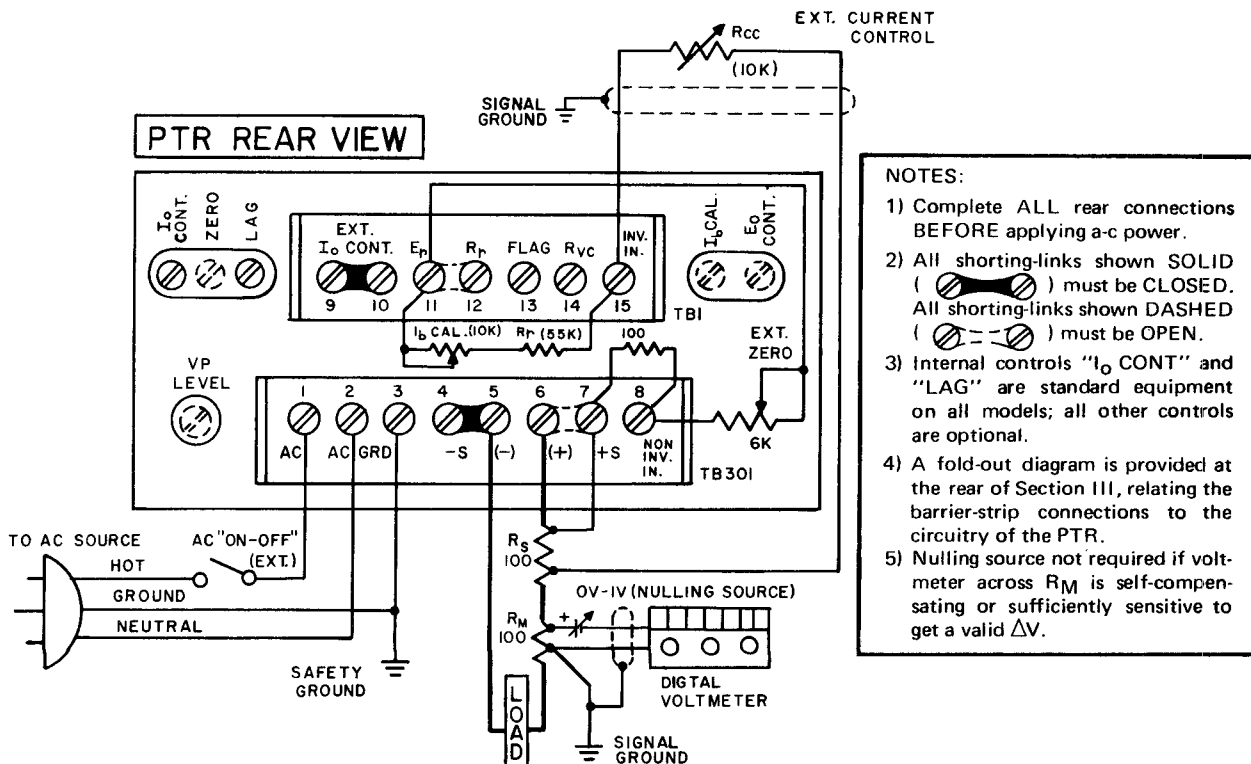 EXT. CURRENT
CONTROL
RCC
(10K)
SIGNAL
GROUND
PTR REAR VIEW
Io
CONT.
ZERO
LAG
EXT.
Io CONT.
Er
Rr
FLAG
RVC
INV.
IN.
9 10 11 12 13 14 15
TB1
Ib CAL.
Eo
CONT.
Ib CAL.(10K)
Rr (55K)
100
EXT.
ZERO
6K
VP
LEVEL
1 2 3 4 5 6 7 8
AC AC GRD -S (-) (+) +S
NON
INV.
IN.
TB301
TO AC SOURCE
HOT
GROUND
NEUTRAL
AC "ON-OFF"
(EXT.)
SAFETY
GROUND
RS
100
RM
100
+
0V-1V (NULLING SOURCE)
DIGTAL
VOLTMETER
LOAD
SIGNAL
GROUND
NOTES:
1) Complete ALL rear connections
BEFORE applying a-c power.
2) All shorting-links shown SOLID
( ) must be CLOSED.
All shorting-links shown DASHED
( ) must be OPEN.
3) Internal controls "Io CONT" and
"LAG" are standard equipment
on all models; all other controls
are optional.
4) A fold-out diagram is provided at
the rear of Section III, relating the
barrier-strip connections to the
circuitry of the PTR.
5) Nulling source not required if volt-
meter across RM is self-compen-
sating or sufficiently sensitive to
get a valid ΔV.